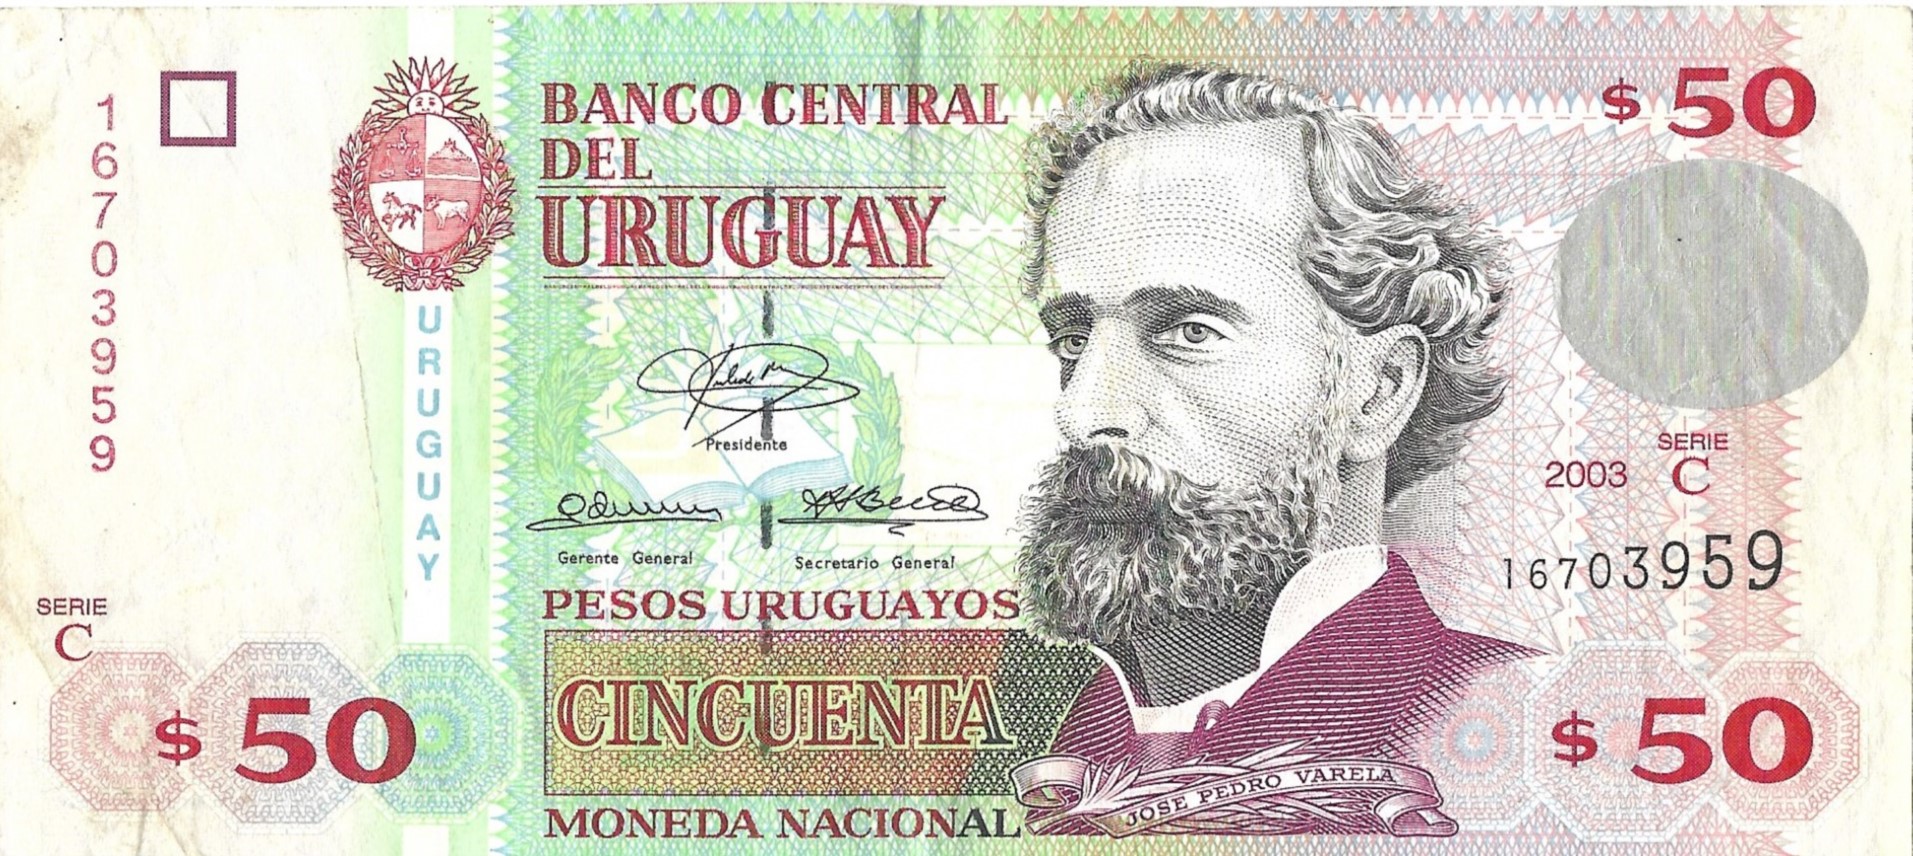 $ 50
BANCO CENTRAL
DEL
URUGUAY
16703959
URUGUAY
Presidente
Gerente General
Secretario General
2003
SERIE
C
16703959
SERIE
C
PESOS URUGUAYOS
CINCUENTA
$ 50
$ 50
JOSE PEDRO VARELA
MONEDA NACIONAL